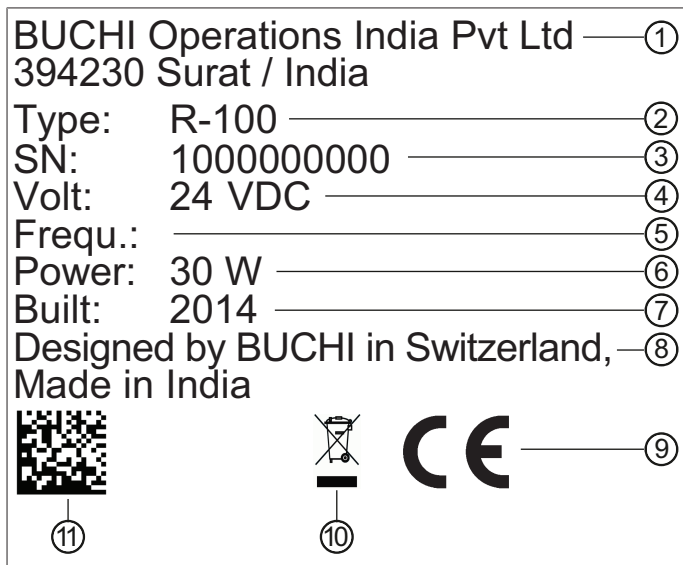 BUCHI Operations India Pvt Ltd ①
394230 Surat / India
Type: R-100 ②
SN: 1000000000 ③
Volt: 24 VDC ④
Frequ.: ⑤
Power: 30 W ⑥
Built: 2014 ⑦
Designed by BUCHI in Switzerland, ⑧
Made in India
CE ⑨
⑪ ⑩